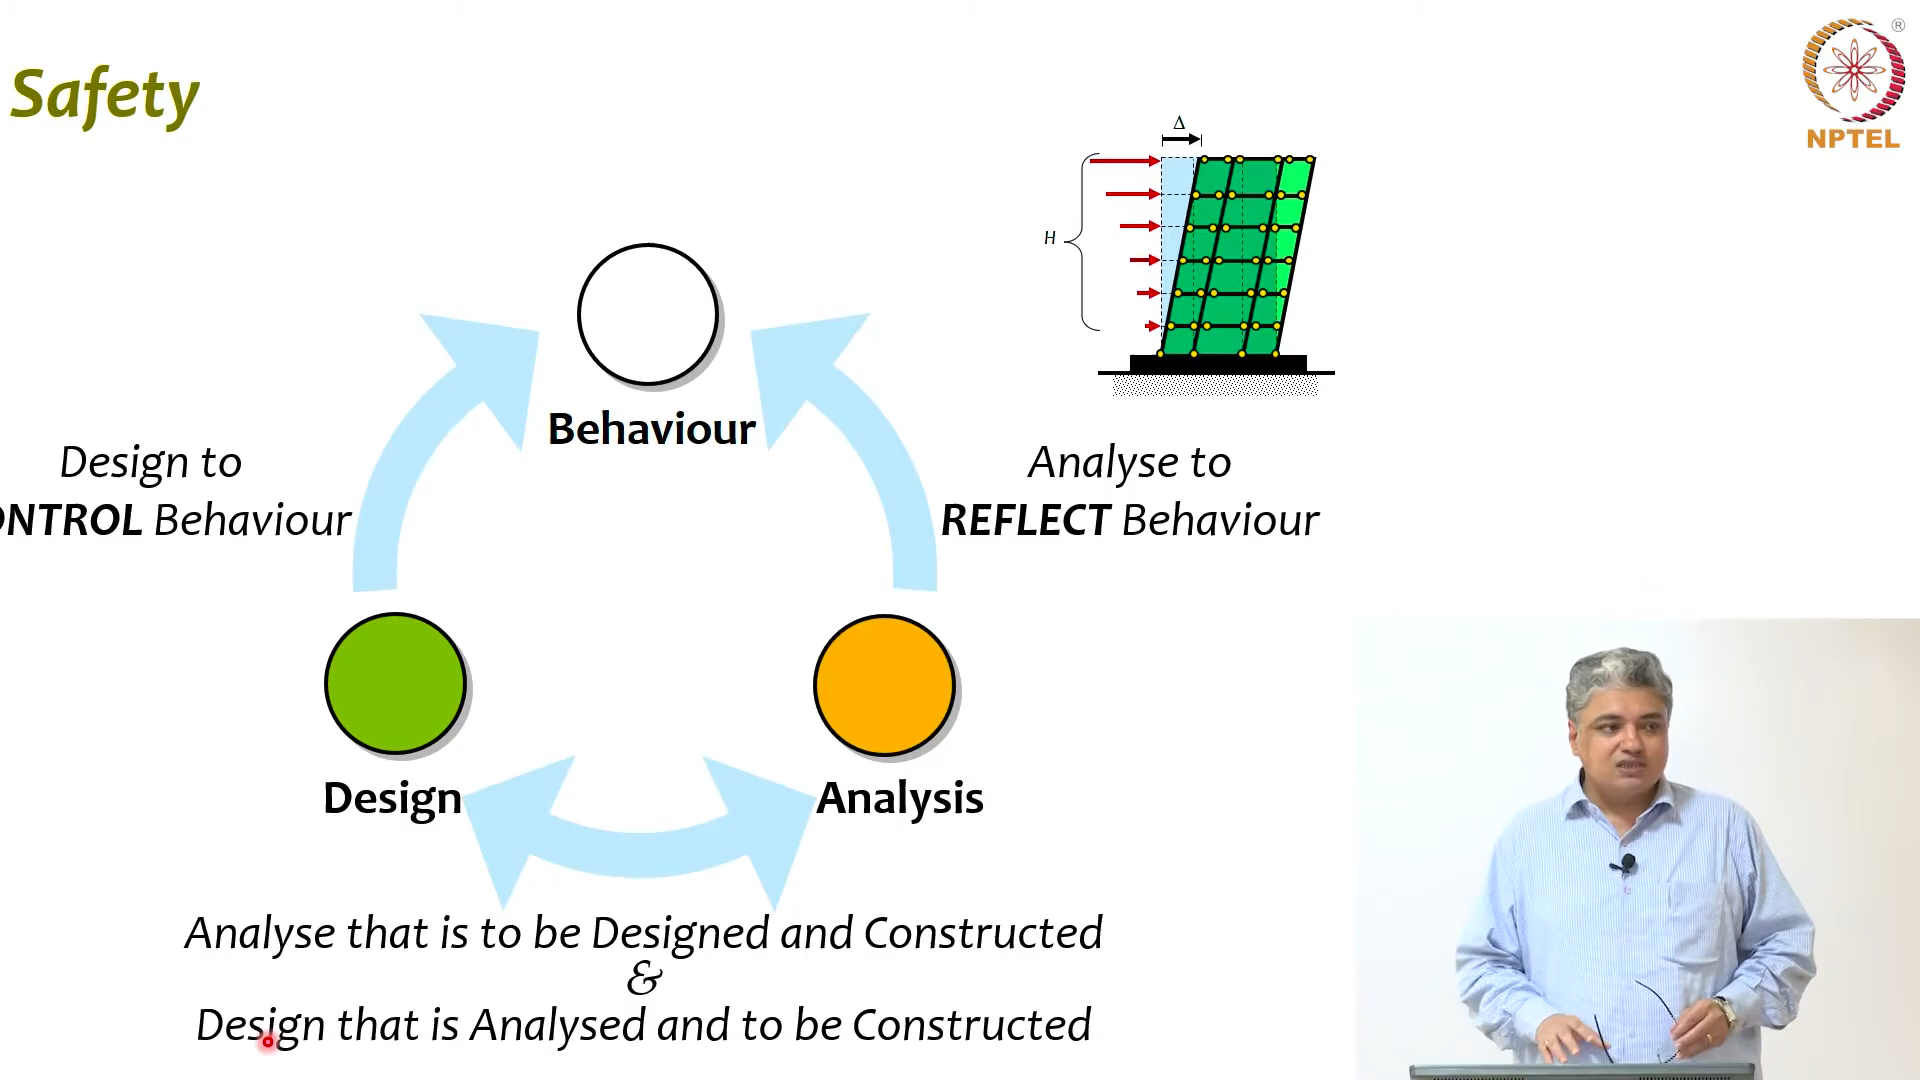 Safety
®
NPTEL
Δ
H
Behaviour
Design to
ONTROL Behaviour
Analyse to
REFLECT Behaviour
Design
Analysis
Analyse that is to be Designed and Constructed
&
Design that is Analysed and to be Constructed